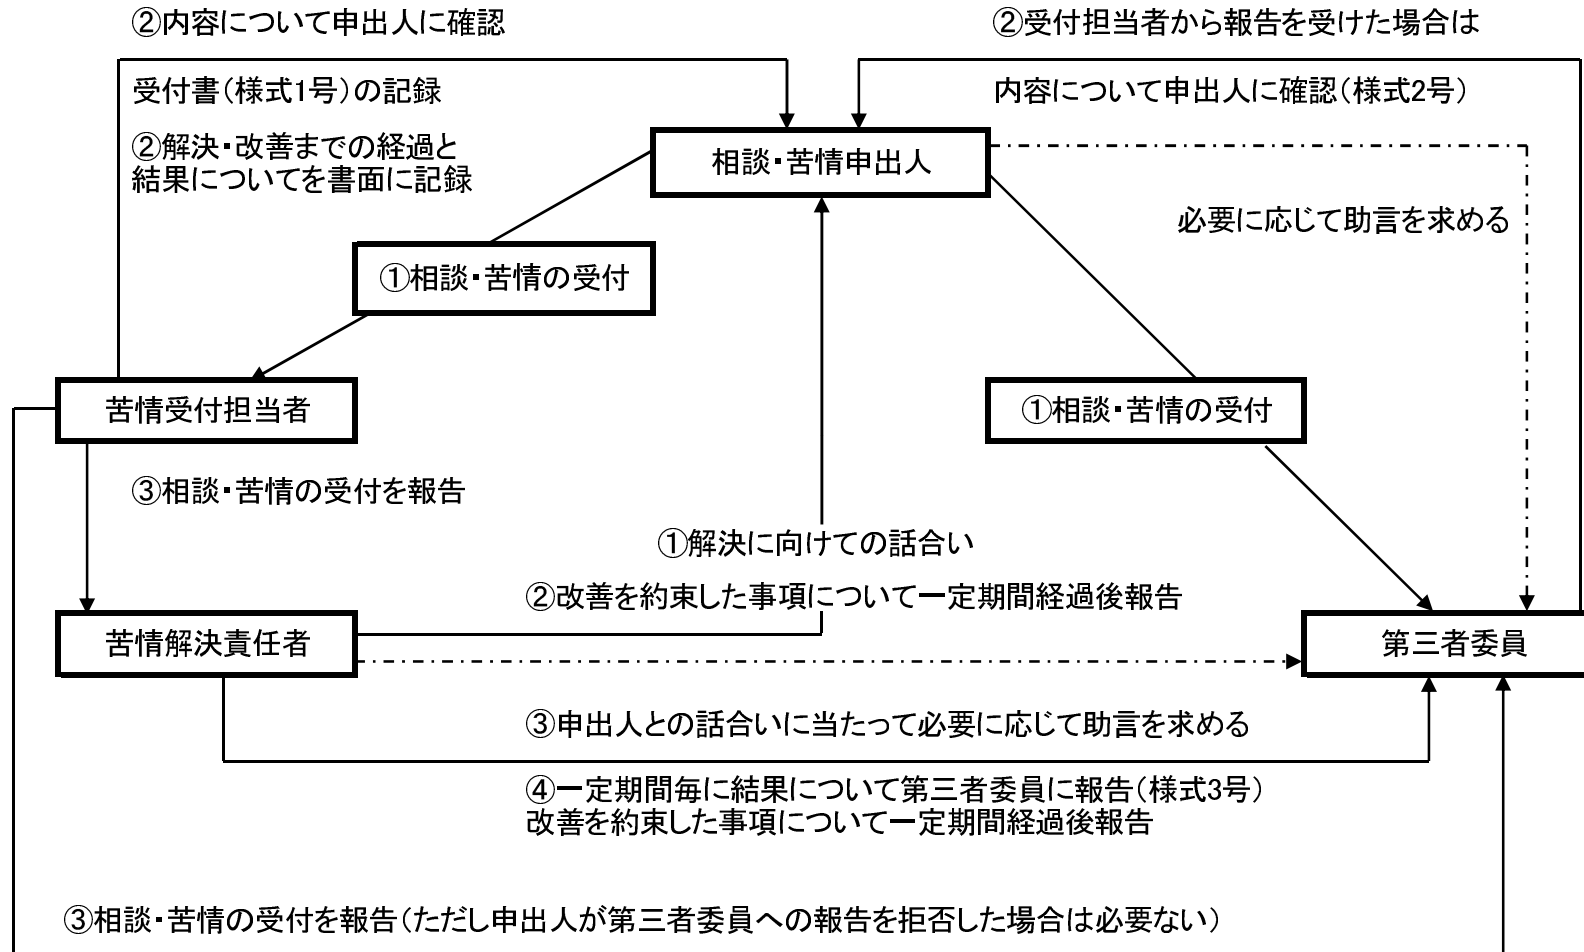 ②内容について申出人に確認
②受付担当者から報告を受けた場合は
受付書(様式1号)の記録
内容について申出人に確認(様式2号)
②解決・改善までの経過と
結果についてを書面に記録
相談・苦情申出人
必要に応じて助言を求める
①相談・苦情の受付
苦情受付担当者
①相談・苦情の受付
③相談・苦情の受付を報告
①解決に向けての話合い
②改善を約束した事項について一定期間経過後報告
苦情解決責任者
第三者委員
③申出人との話合いに当たって必要に応じて助言を求める
④一定期間毎に結果について第三者委員に報告(様式3号)
改善を約束した事項について一定期間経過後報告
③相談・苦情の受付を報告(ただし申出人が第三者委員への報告を拒否した場合は必要ない)